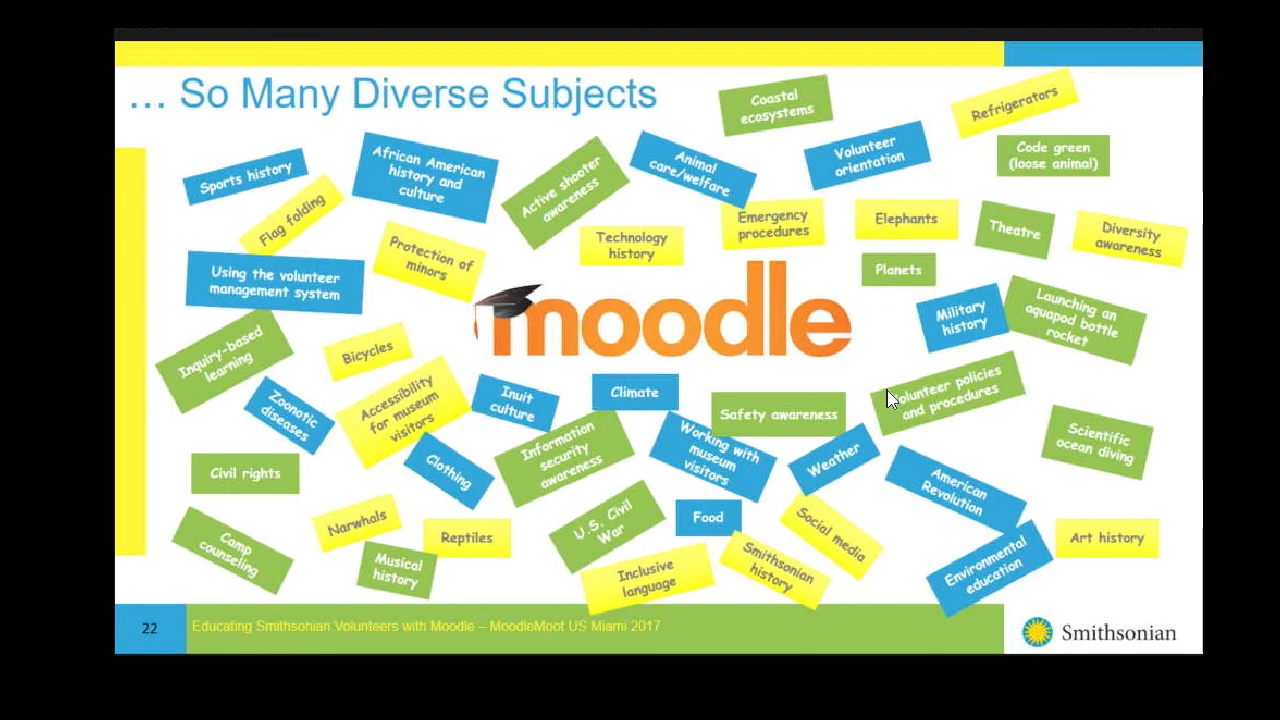 ... So Many Diverse Subjects
Coastal
ecosystems
Refrigerators
Sports history
African American
history and
culture
Active shooter
awareness
Animal
care/welfare
Volunteer
orientation
Code green
(loose animal)
Flag folding
Protection of
minors
Technology
history
Emergency
procedures
Elephants
Theatre
Diversity
awareness
Using the volunteer
management system
Planets
moodle
Military
history
Launching an
aquapod bottle
rocket
Inquiry-based
learning
Bicycles
Zoonotic
diseases
Accessibility
for museum
visitors
Inuit
culture
Climate
Safety awareness
Volunteer policies
and procedures
Civil rights
Clothing
Information
security
awareness
Working with
museum
visitors
Weather
American
Revolution
Scientific
ocean diving
Camp
counseling
Narwhals
Musical
history
Reptiles
U.S. Civil
War
Food
Social media
Inclusive
language
Smithsonian
history
Environmental
education
Art history
22
Educating Smithsonian Volunteers with Moodle – MoodleMoot US Miami 2017
Smithsonian